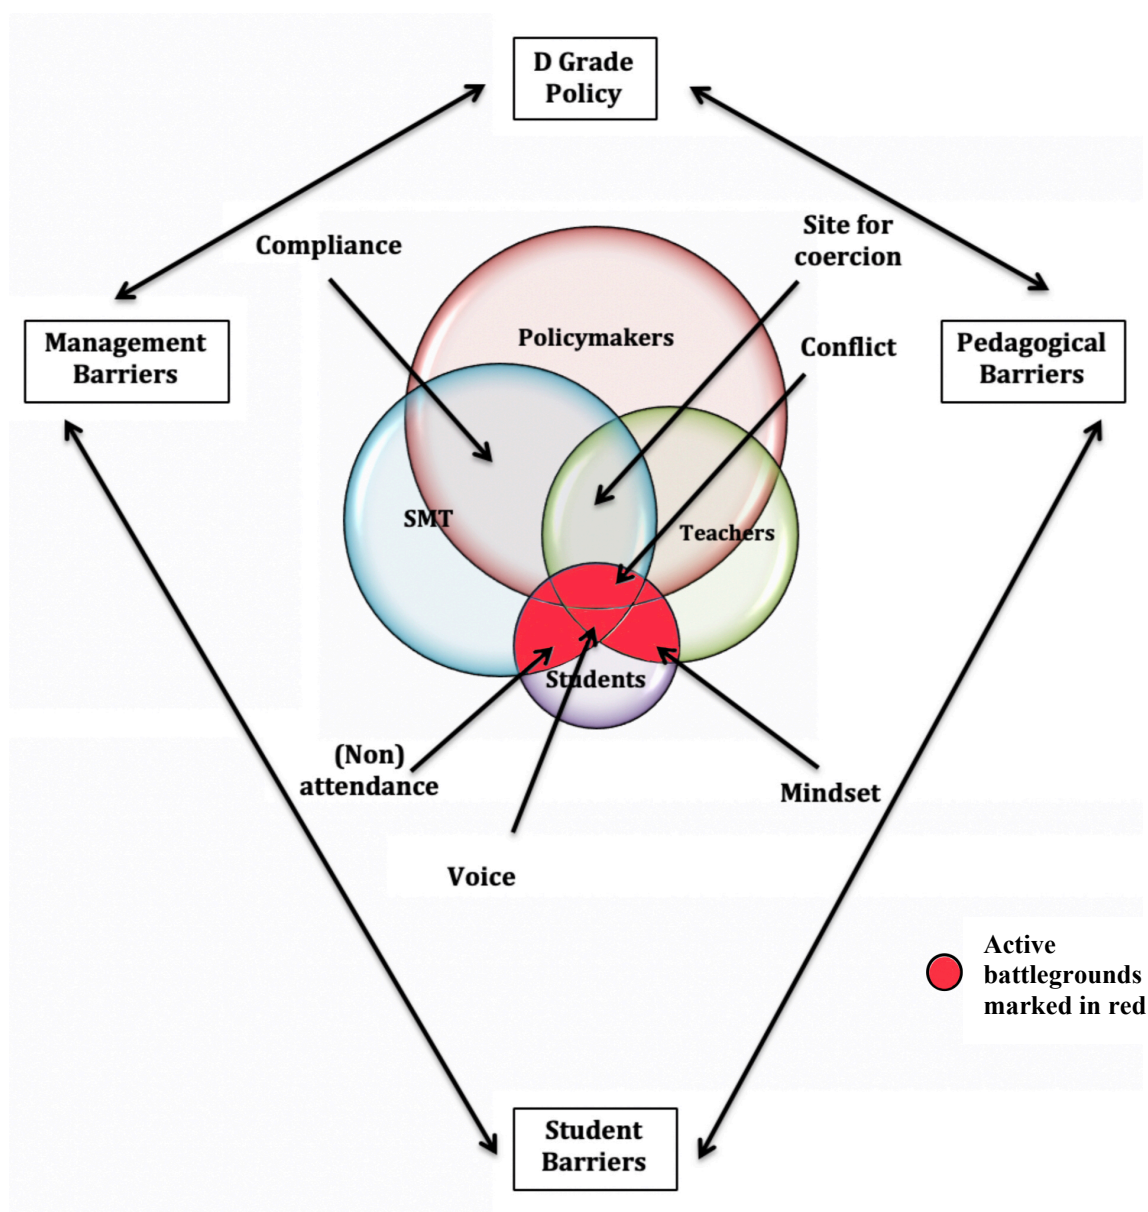 D Grade
Policy
Site for
coercion
Compliance
Management
Barriers
Policymakers
Conflict
Pedagogical
Barriers
SMT
Teachers
Students
(Non)
attendance
Mindset
Voice
Active
battlegrounds
marked in red
Student
Barriers